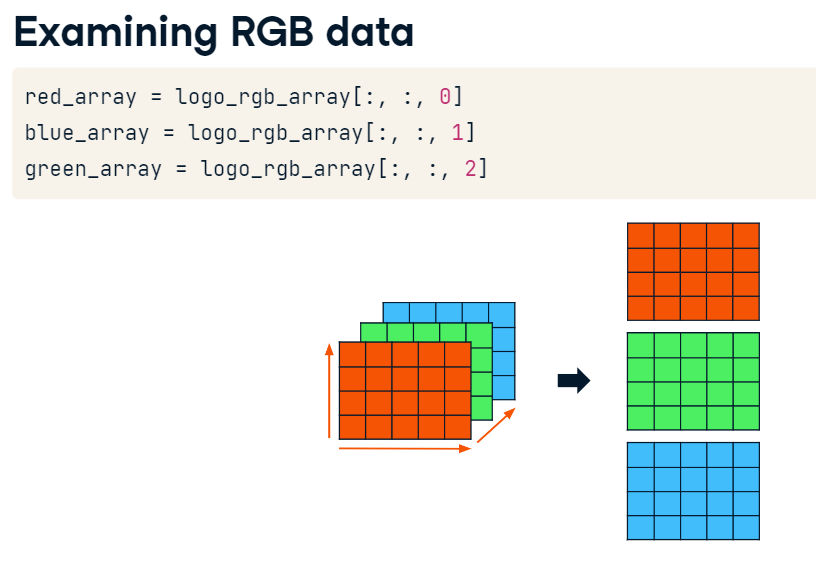 Examining RGB data
red_array = logo_rgb_array[:, :, 0]
blue_array = logo_rgb_array[:, :, 1]
green_array = logo_rgb_array[:, :, 2]